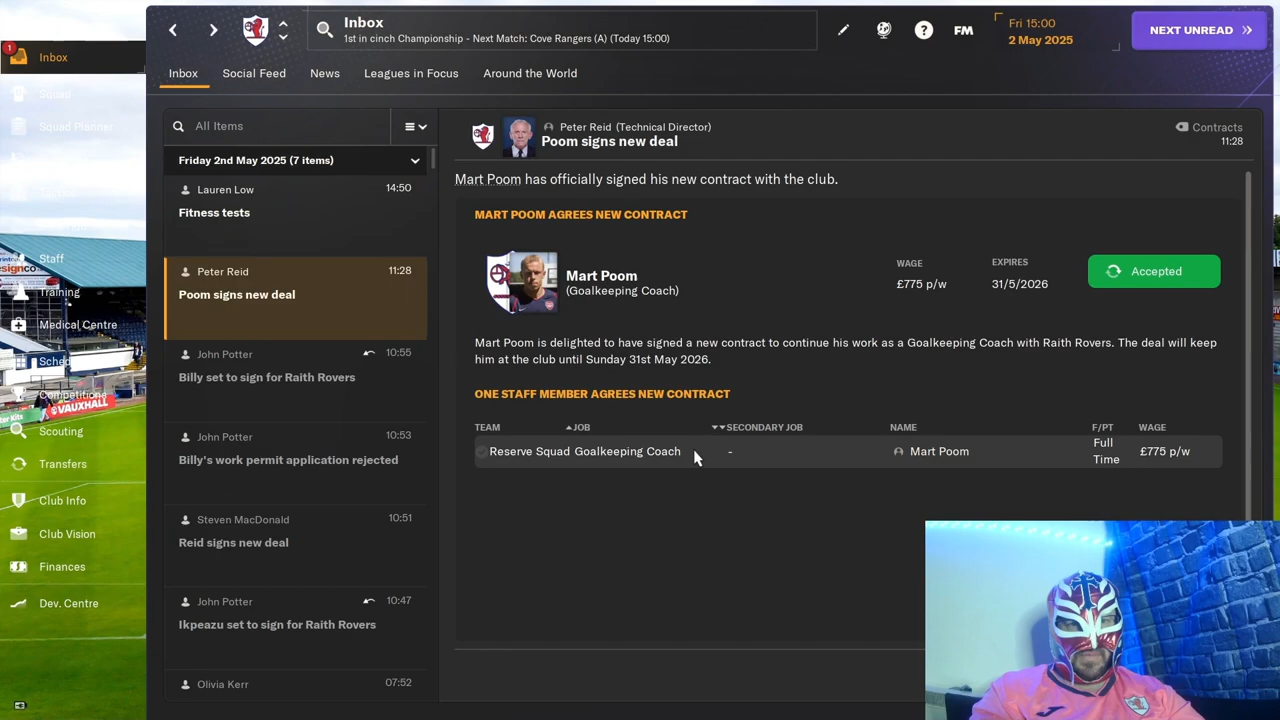 Inbox
1st in cinch Championship - Next Match: Cove Rangers (A) (Today 15:00)
FM
Fri 15:00
2 May 2025
NEXT UNREAD
1
Inbox
Squad
Squad Planner
Staff
Training
Medical Centre
Sched
Competitions
Scouting
Transfers
Club Info
Club Vision
Finances
Dev. Centre
VAUXHALL
Inbox
Social Feed
News
Leagues in Focus
Around the World
All Items
Friday 2nd May 2025 (7 items)
Lauren Low 14:50
Fitness tests
Peter Reid 11:28
Poom signs new deal
John Potter 10:55
Billy set to sign for Raith Rovers
John Potter 10:53
Billy's work permit application rejected
Steven MacDonald 10:51
Reid signs new deal
John Potter 10:47
Ikpeazu set to sign for Raith Rovers
Olivia Kerr 07:52
Peter Reid (Technical Director)
Poom signs new deal
Contracts
11:28
Mart Poom has officially signed his new contract with the club.
MART POOM AGREES NEW CONTRACT
Mart Poom
(Goalkeeping Coach)
WAGE
£775 p/w
EXPIRES
31/5/2026
Accepted
Mart Poom is delighted to have signed a new contract to continue his work as a Goalkeeping Coach with Raith Rovers. The deal will keep
him at the club until Sunday 31st May 2026.
ONE STAFF MEMBER AGREES NEW CONTRACT
TEAM JOB SECONDARY JOB NAME F/PT WAGE
Reserve Squad Goalkeeping Coach - Mart Poom Full Time £775 p/w